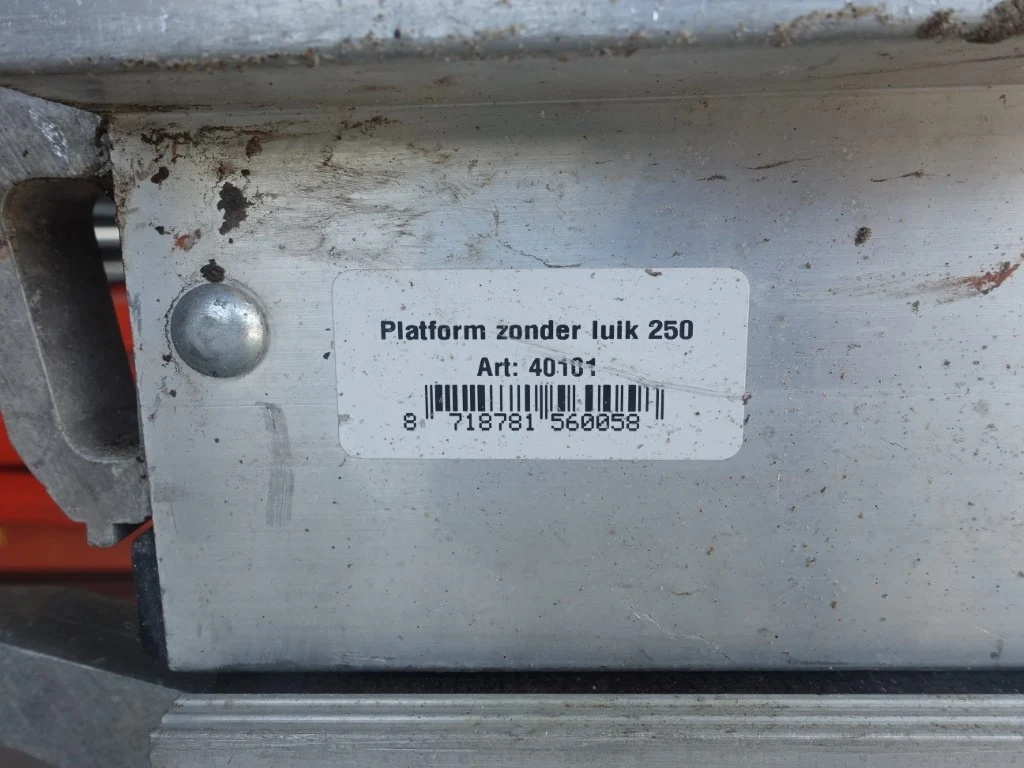 Platform zonder luik 250
Art: 40101
8 718781 560058